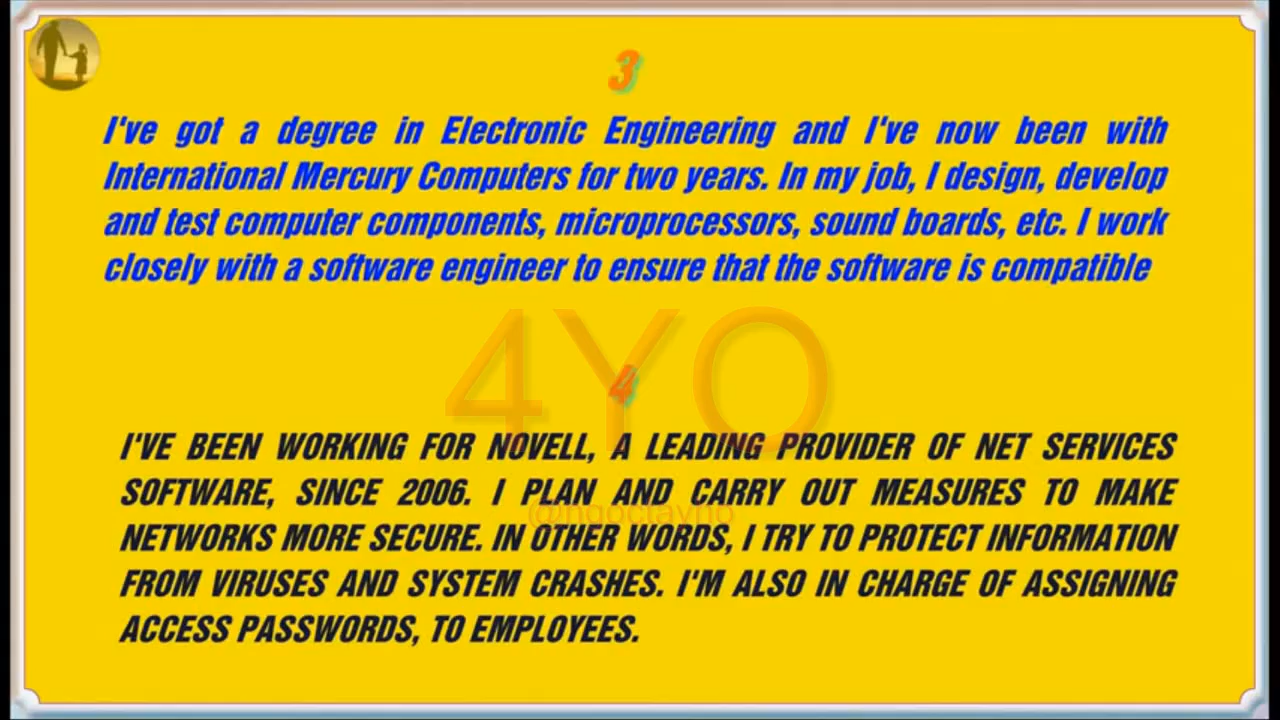 3
I've got a degree in Electronic Engineering and I've now been with
International Mercury Computers for two years. In my job, I design, develop
and test computer components, microprocessors, sound boards, etc. I work
closely with a software engineer to ensure that the software is compatible
4YO
4
I'VE BEEN WORKING FOR NOVELL, A LEADING PROVIDER OF NET SERVICES
SOFTWARE, SINCE 2006. I PLAN AND CARRY OUT MEASURES TO MAKE
@ngoctayno
NETWORKS MORE SECURE. IN OTHER WORDS, I TRY TO PROTECT INFORMATION
FROM VIRUSES AND SYSTEM CRASHES. I'M ALSO IN CHARGE OF ASSIGNING
ACCESS PASSWORDS, TO EMPLOYEES.